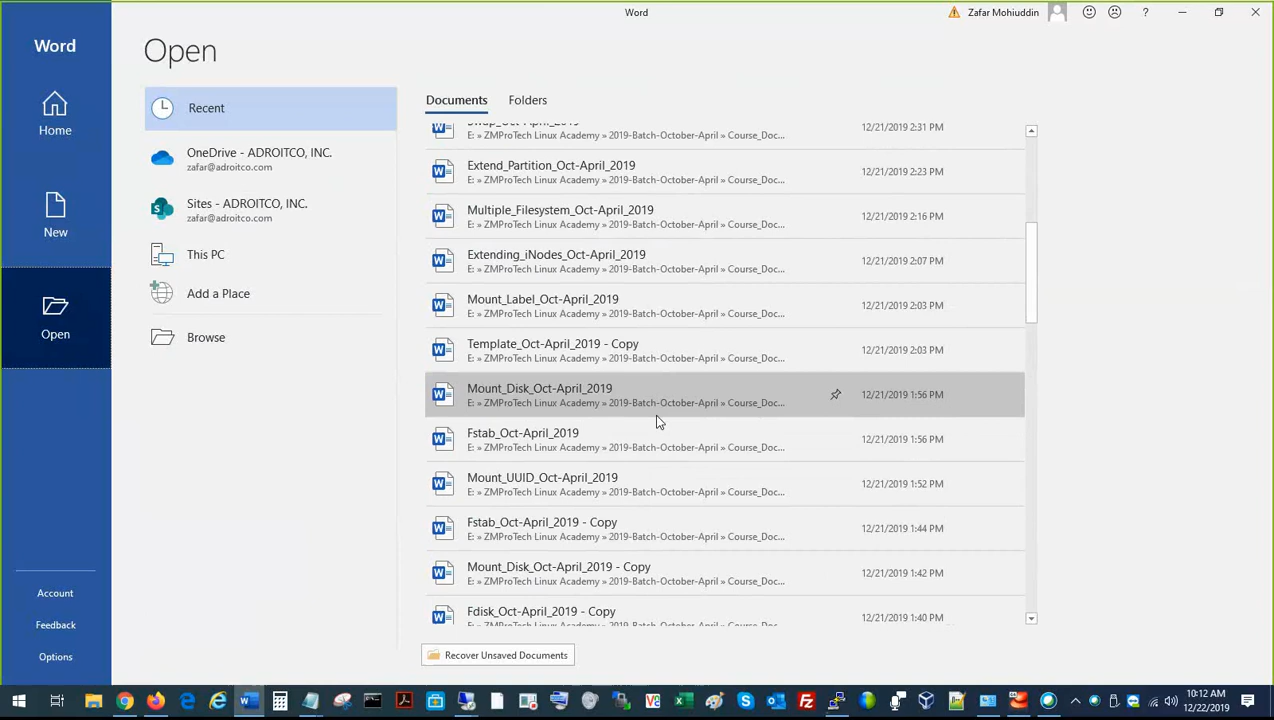 Word
Zafar Mohiuddin
?
Word
Open
Home
New
Open
Account
Feedback
Options
Recent
OneDrive - ADROITCO, INC.
zafar@adroitco.com
Sites - ADROITCO, INC.
zafar@adroitco.com
This PC
Add a Place
Browse
Documents Folders
Swap_Oct-April_2019 12/21/2019 2:31 PM
E: » ZMProTech Linux Academy » 2019-Batch-October-April » Course_Doc...
Extend_Partition_Oct-April_2019 12/21/2019 2:23 PM
E: » ZMProTech Linux Academy » 2019-Batch-October-April » Course_Doc...
Multiple_Filesystem_Oct-April_2019 12/21/2019 2:16 PM
E: » ZMProTech Linux Academy » 2019-Batch-October-April » Course_Doc...
Extending_iNodes_Oct-April_2019 12/21/2019 2:07 PM
E: » ZMProTech Linux Academy » 2019-Batch-October-April » Course_Doc...
Mount_Label_Oct-April_2019 12/21/2019 2:03 PM
E: » ZMProTech Linux Academy » 2019-Batch-October-April » Course_Doc...
Template_Oct-April_2019 - Copy 12/21/2019 2:03 PM
E: » ZMProTech Linux Academy » 2019-Batch-October-April » Course_Doc...
Mount_Disk_Oct-April_2019 12/21/2019 1:56 PM
E: » ZMProTech Linux Academy » 2019-Batch-October-April » Course_Doc...
Fstab_Oct-April_2019 12/21/2019 1:56 PM
E: » ZMProTech Linux Academy » 2019-Batch-October-April » Course_Doc...
Mount_UUID_Oct-April_2019 12/21/2019 1:52 PM
E: » ZMProTech Linux Academy » 2019-Batch-October-April » Course_Doc...
Fstab_Oct-April_2019 - Copy 12/21/2019 1:44 PM
E: » ZMProTech Linux Academy » 2019-Batch-October-April » Course_Doc...
Mount_Disk_Oct-April_2019 - Copy 12/21/2019 1:42 PM
E: » ZMProTech Linux Academy » 2019-Batch-October-April » Course_Doc...
Fdisk_Oct-April_2019 - Copy 12/21/2019 1:40 PM
Recover Unsaved Documents
10:12 AM
12/22/2019